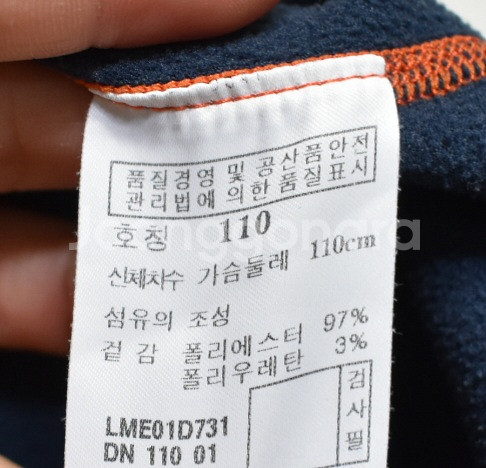 품질경영 및 공산품안전
관리법에 의한 품질표시
호칭 110
신체치수 가슴둘레 110cm
섬유의 조성
겉 감 폴리에스터 97%
폴리우레탄 3%
검사필
LME01D731
DN 110 01
Joonggonara